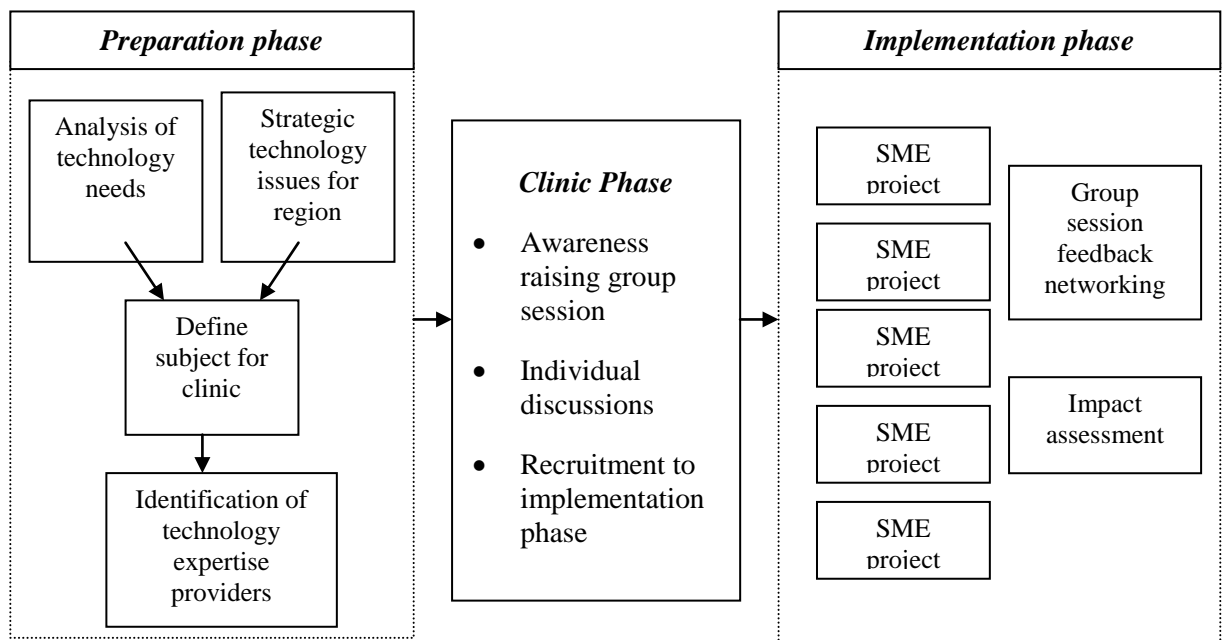 Preparation phase
Analysis of
technology
needs
Strategic
technology
issues for
region
Define
subject for
clinic
Identification of
technology
expertise
providers
Clinic Phase
• Awareness
raising group
session
• Individual
discussions
• Recruitment to
implementation
phase
Implementation phase
SME
project
SME
project
SME
project
SME
project
SME
project
Group
session
feedback
networking
Impact
assessment